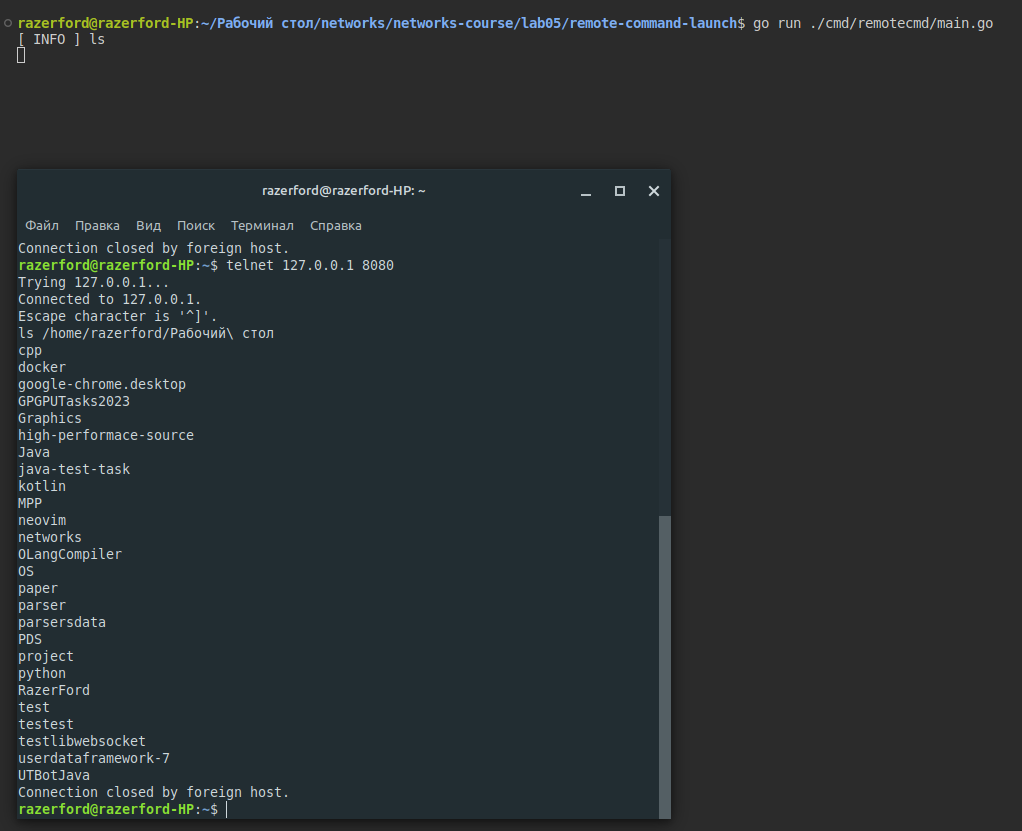 razerford@razerford-HP:~/Рабочий стол/networks/networks-course/lab05/remote-command-launch$ go run ./cmd/remotecmd/main.go
[ INFO ] ls
razerford@razerford-HP: ~
Файл Правка Вид Поиск Терминал Справка
Connection closed by foreign host.
razerford@razerford-HP:~$ telnet 127.0.0.1 8080
Trying 127.0.0.1...
Connected to 127.0.0.1.
Escape character is '^]'.
ls /home/razerford/Рабочий\ стол
cpp
docker
google-chrome.desktop
GPGPUTasks2023
Graphics
high-performace-source
Java
java-test-task
kotlin
MPP
neovim
networks
OLangCompiler
OS
paper
parser
parsersdata
PDS
project
python
RazerFord
test
testest
testlibwebsocket
userdataframework-7
UTBotJava
Connection closed by foreign host.
razerford@razerford-HP:~$